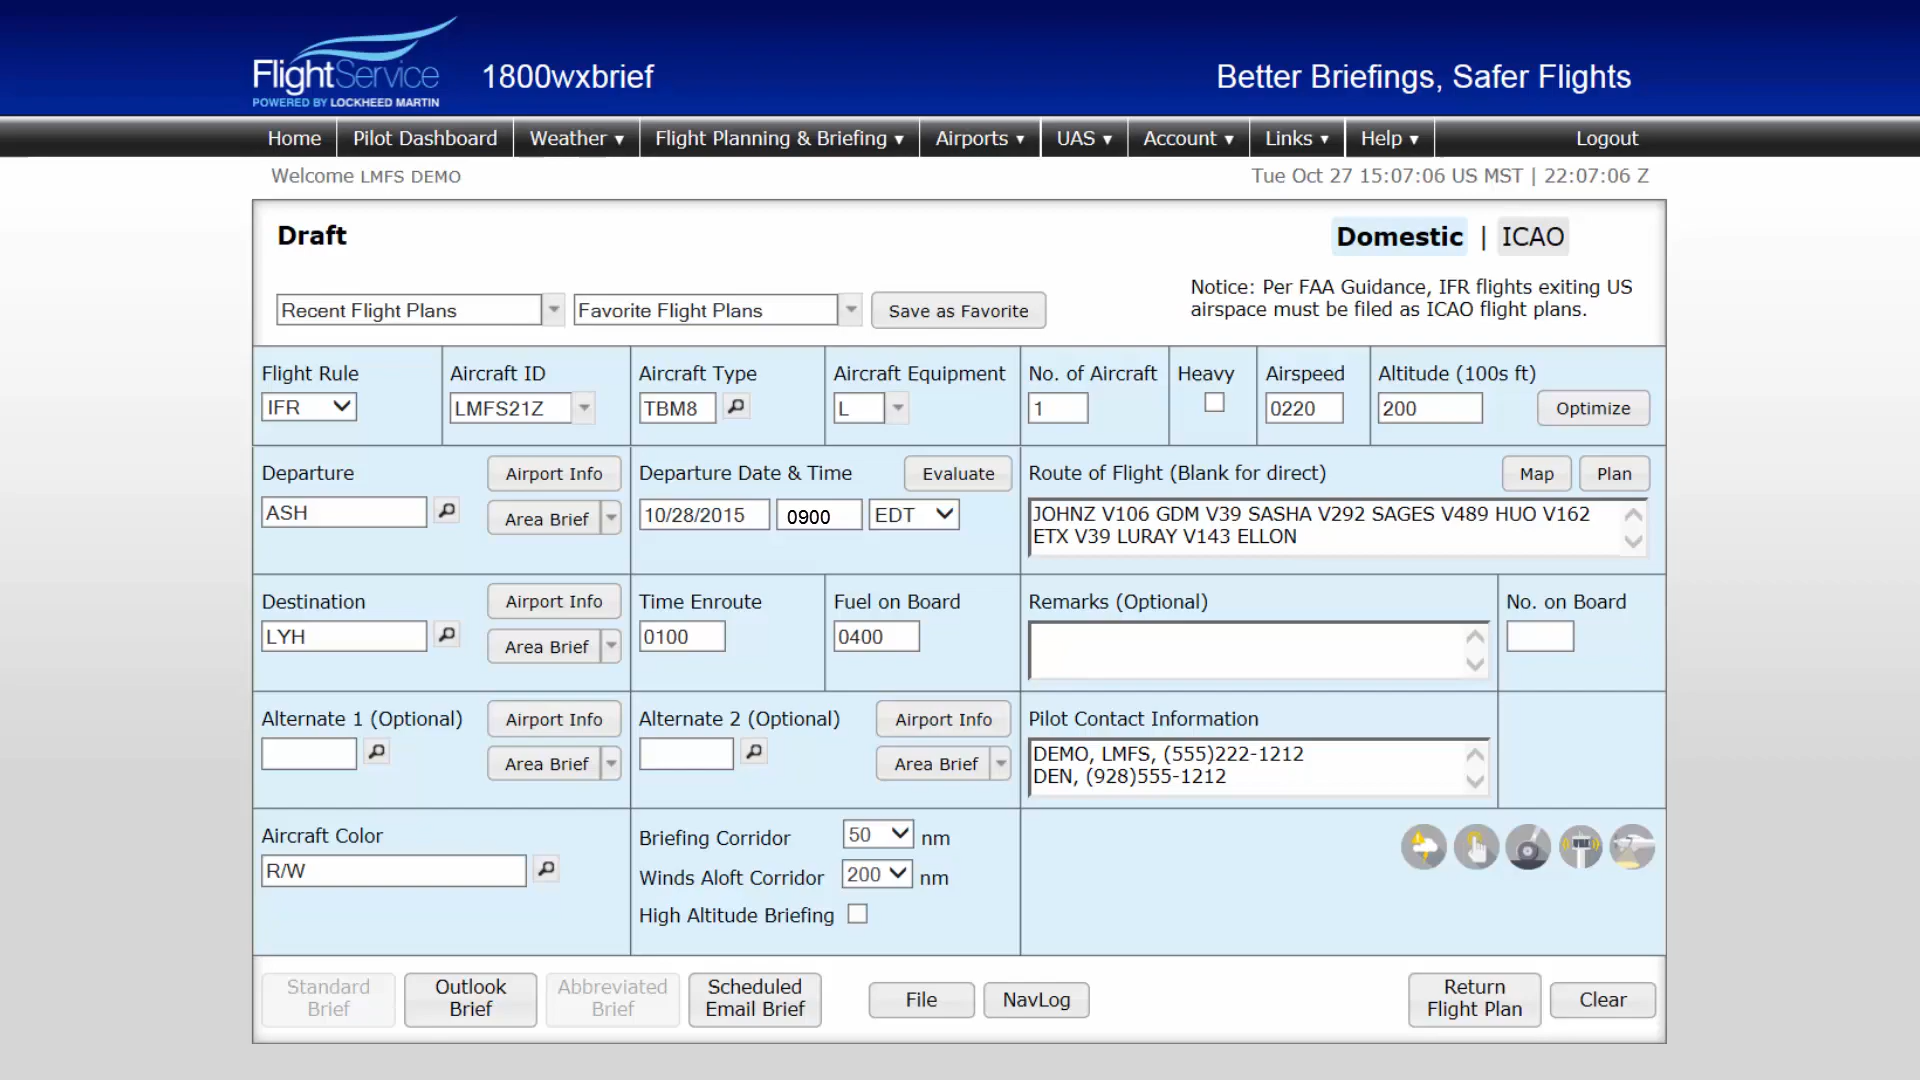 FlightService
POWERED BY LOCKHEED MARTIN
1800wxbrief
Better Briefings, Safer Flights
Home Pilot Dashboard Weather ▼ Flight Planning & Briefing ▼ Airports ▼ UAS ▼ Account ▼ Links ▼ Help ▼ Logout
Welcome LMFS DEMO
Tue Oct 27 15:07:06 US MST | 22:07:06 Z
Draft
Domestic | ICAO
Notice: Per FAA Guidance, IFR flights exiting US
airspace must be filed as ICAO flight plans.
Recent Flight Plans Favorite Flight Plans Save as Favorite
Flight Rule Aircraft ID Aircraft Type Aircraft Equipment No. of Aircraft Heavy Airspeed Altitude (100s ft)
IFR LMFS21Z TBM8 L 1 0220 200 Optimize
Departure Airport Info Departure Date & Time Evaluate Route of Flight (Blank for direct) Map Plan
ASH Area Brief 10/28/2015 0900 EDT JOHNZ V106 GDM V39 SASHA V292 SAGES V489 HUO V162
ETX V39 LURAY V143 ELLON
Destination Airport Info Time Enroute Fuel on Board Remarks (Optional) No. on Board
LYH Area Brief 0100 0400
Alternate 1 (Optional) Airport Info Alternate 2 (Optional) Airport Info Pilot Contact Information
Area Brief Area Brief DEMO, LMFS, (555)222-1212
DEN, (928)555-1212
Aircraft Color Briefing Corridor 50 nm
R/W Winds Aloft Corridor 200 nm
High Altitude Briefing
Standard Brief Outlook Brief Abbreviated Brief Scheduled Email Brief File NavLog Return Flight Plan Clear